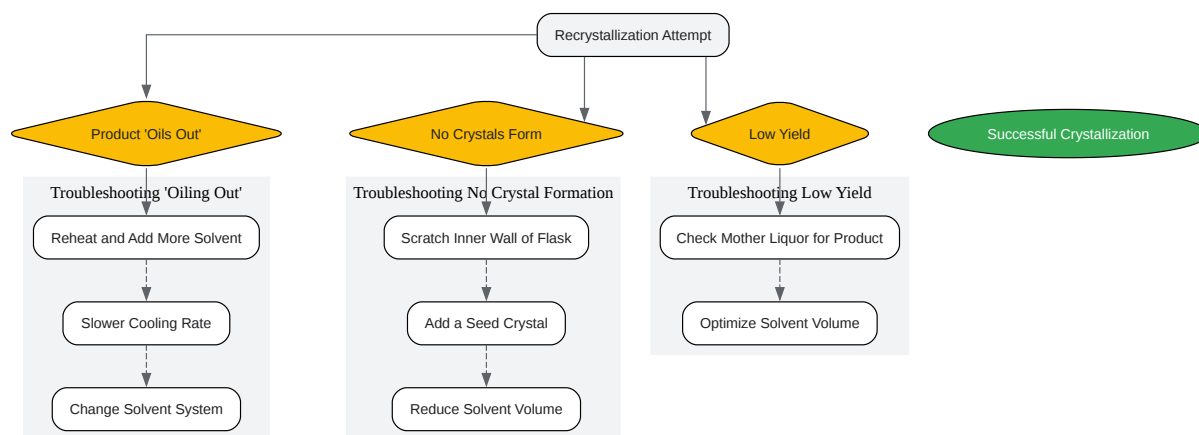 Recrystallization Attempt
Product 'Oils Out'
No Crystals Form
Low Yield
Successful Crystallization
Troubleshooting 'Oiling Out'
Troubleshooting No Crystal Formation
Troubleshooting Low Yield
Reheat and Add More Solvent
Scratch Inner Wall of Flask
Check Mother Liquor for Product
Slower Cooling Rate
Add a Seed Crystal
Optimize Solvent Volume
Change Solvent System
Reduce Solvent Volume